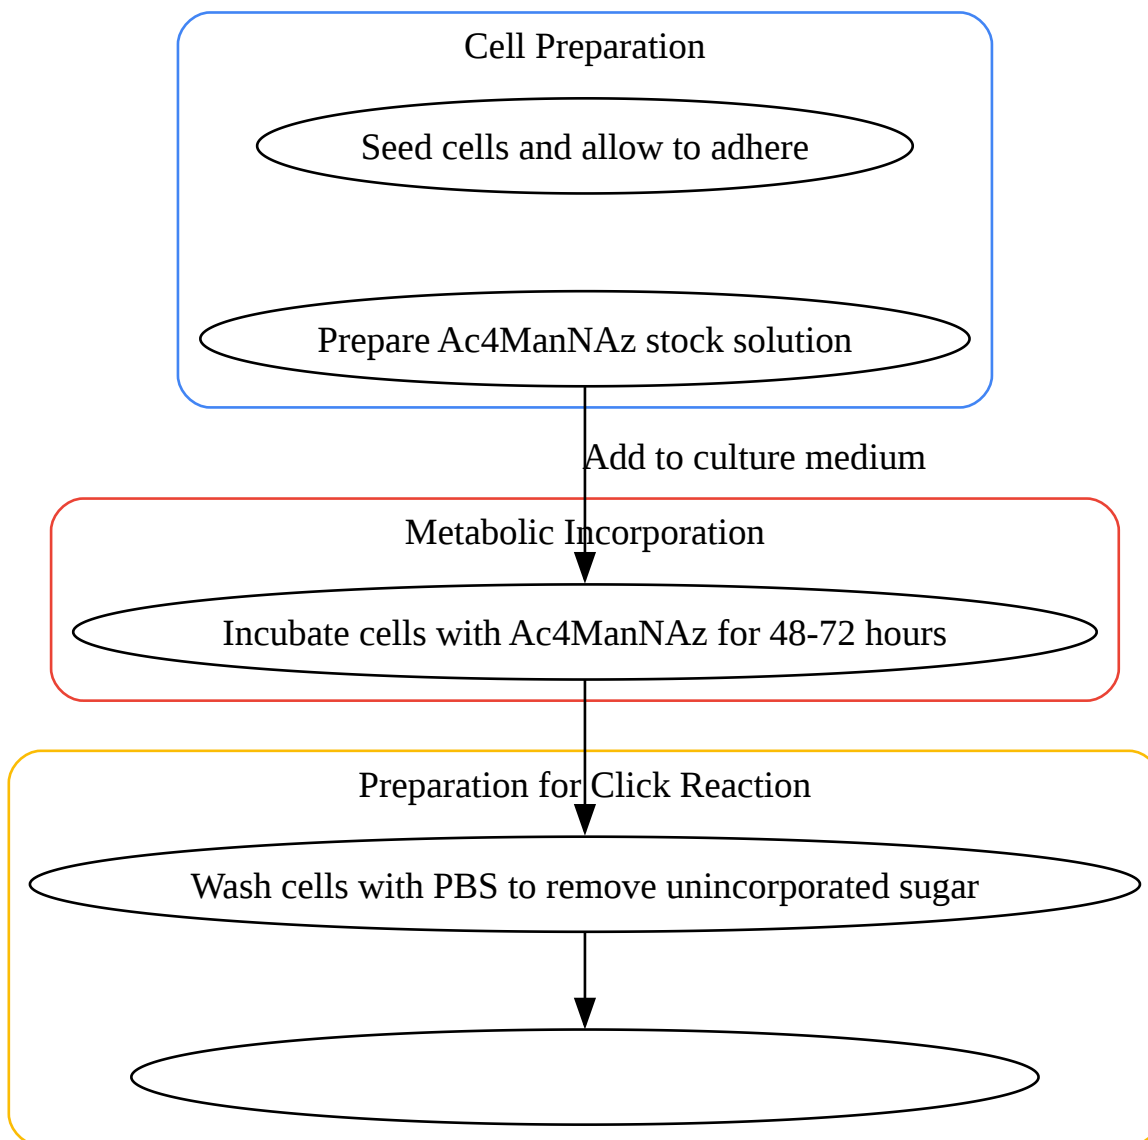 Cell Preparation
Seed cells and allow to adhere
Prepare Ac4ManNAz stock solution
Add to culture medium
Metabolic Incorporation
Incubate cells with Ac4ManNAz for 48-72 hours
Preparation for Click Reaction
Wash cells with PBS to remove unincorporated sugar